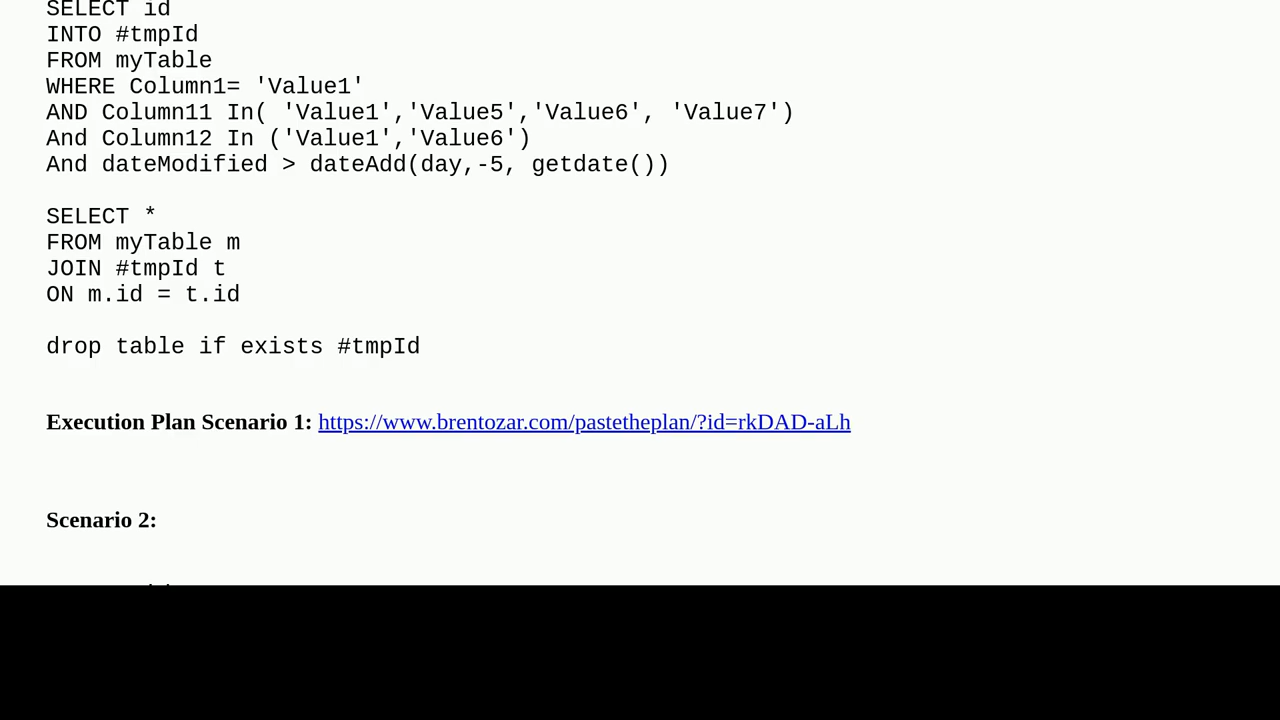 SELECT id
INTO #tmpId
FROM myTable
WHERE Column1= 'Value1'
AND Column11 In( 'Value1','Value5','Value6', 'Value7')
And Column12 In ('Value1','Value6')
And dateModified > dateAdd(day,-5, getdate())
SELECT *
FROM myTable m
JOIN #tmpId t
ON m.id = t.id
drop table if exists #tmpId
Execution Plan Scenario 1: https://www.brentozar.com/pastetheplan/?id=rkDAD-aLh
Scenario 2: